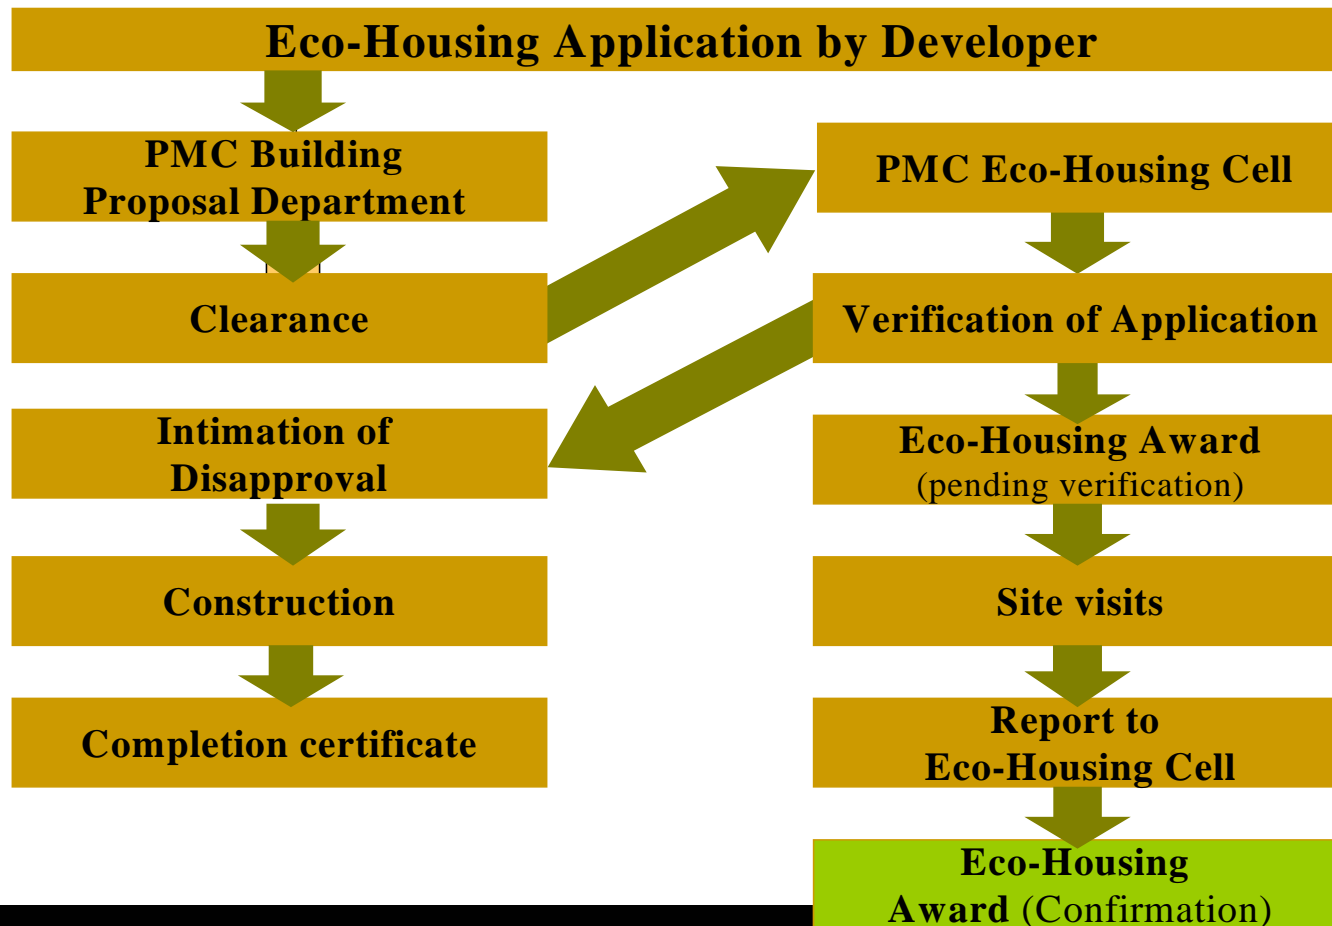 Eco-Housing Application by Developer
PMC Building
Proposal Department
Clearance
Intimation of
Disapproval
Construction
Completion certificate
PMC Eco-Housing Cell
Verification of Application
Eco-Housing Award
(pending verification)
Site visits
Report to
Eco-Housing Cell
Eco-Housing
Award (Confirmation)